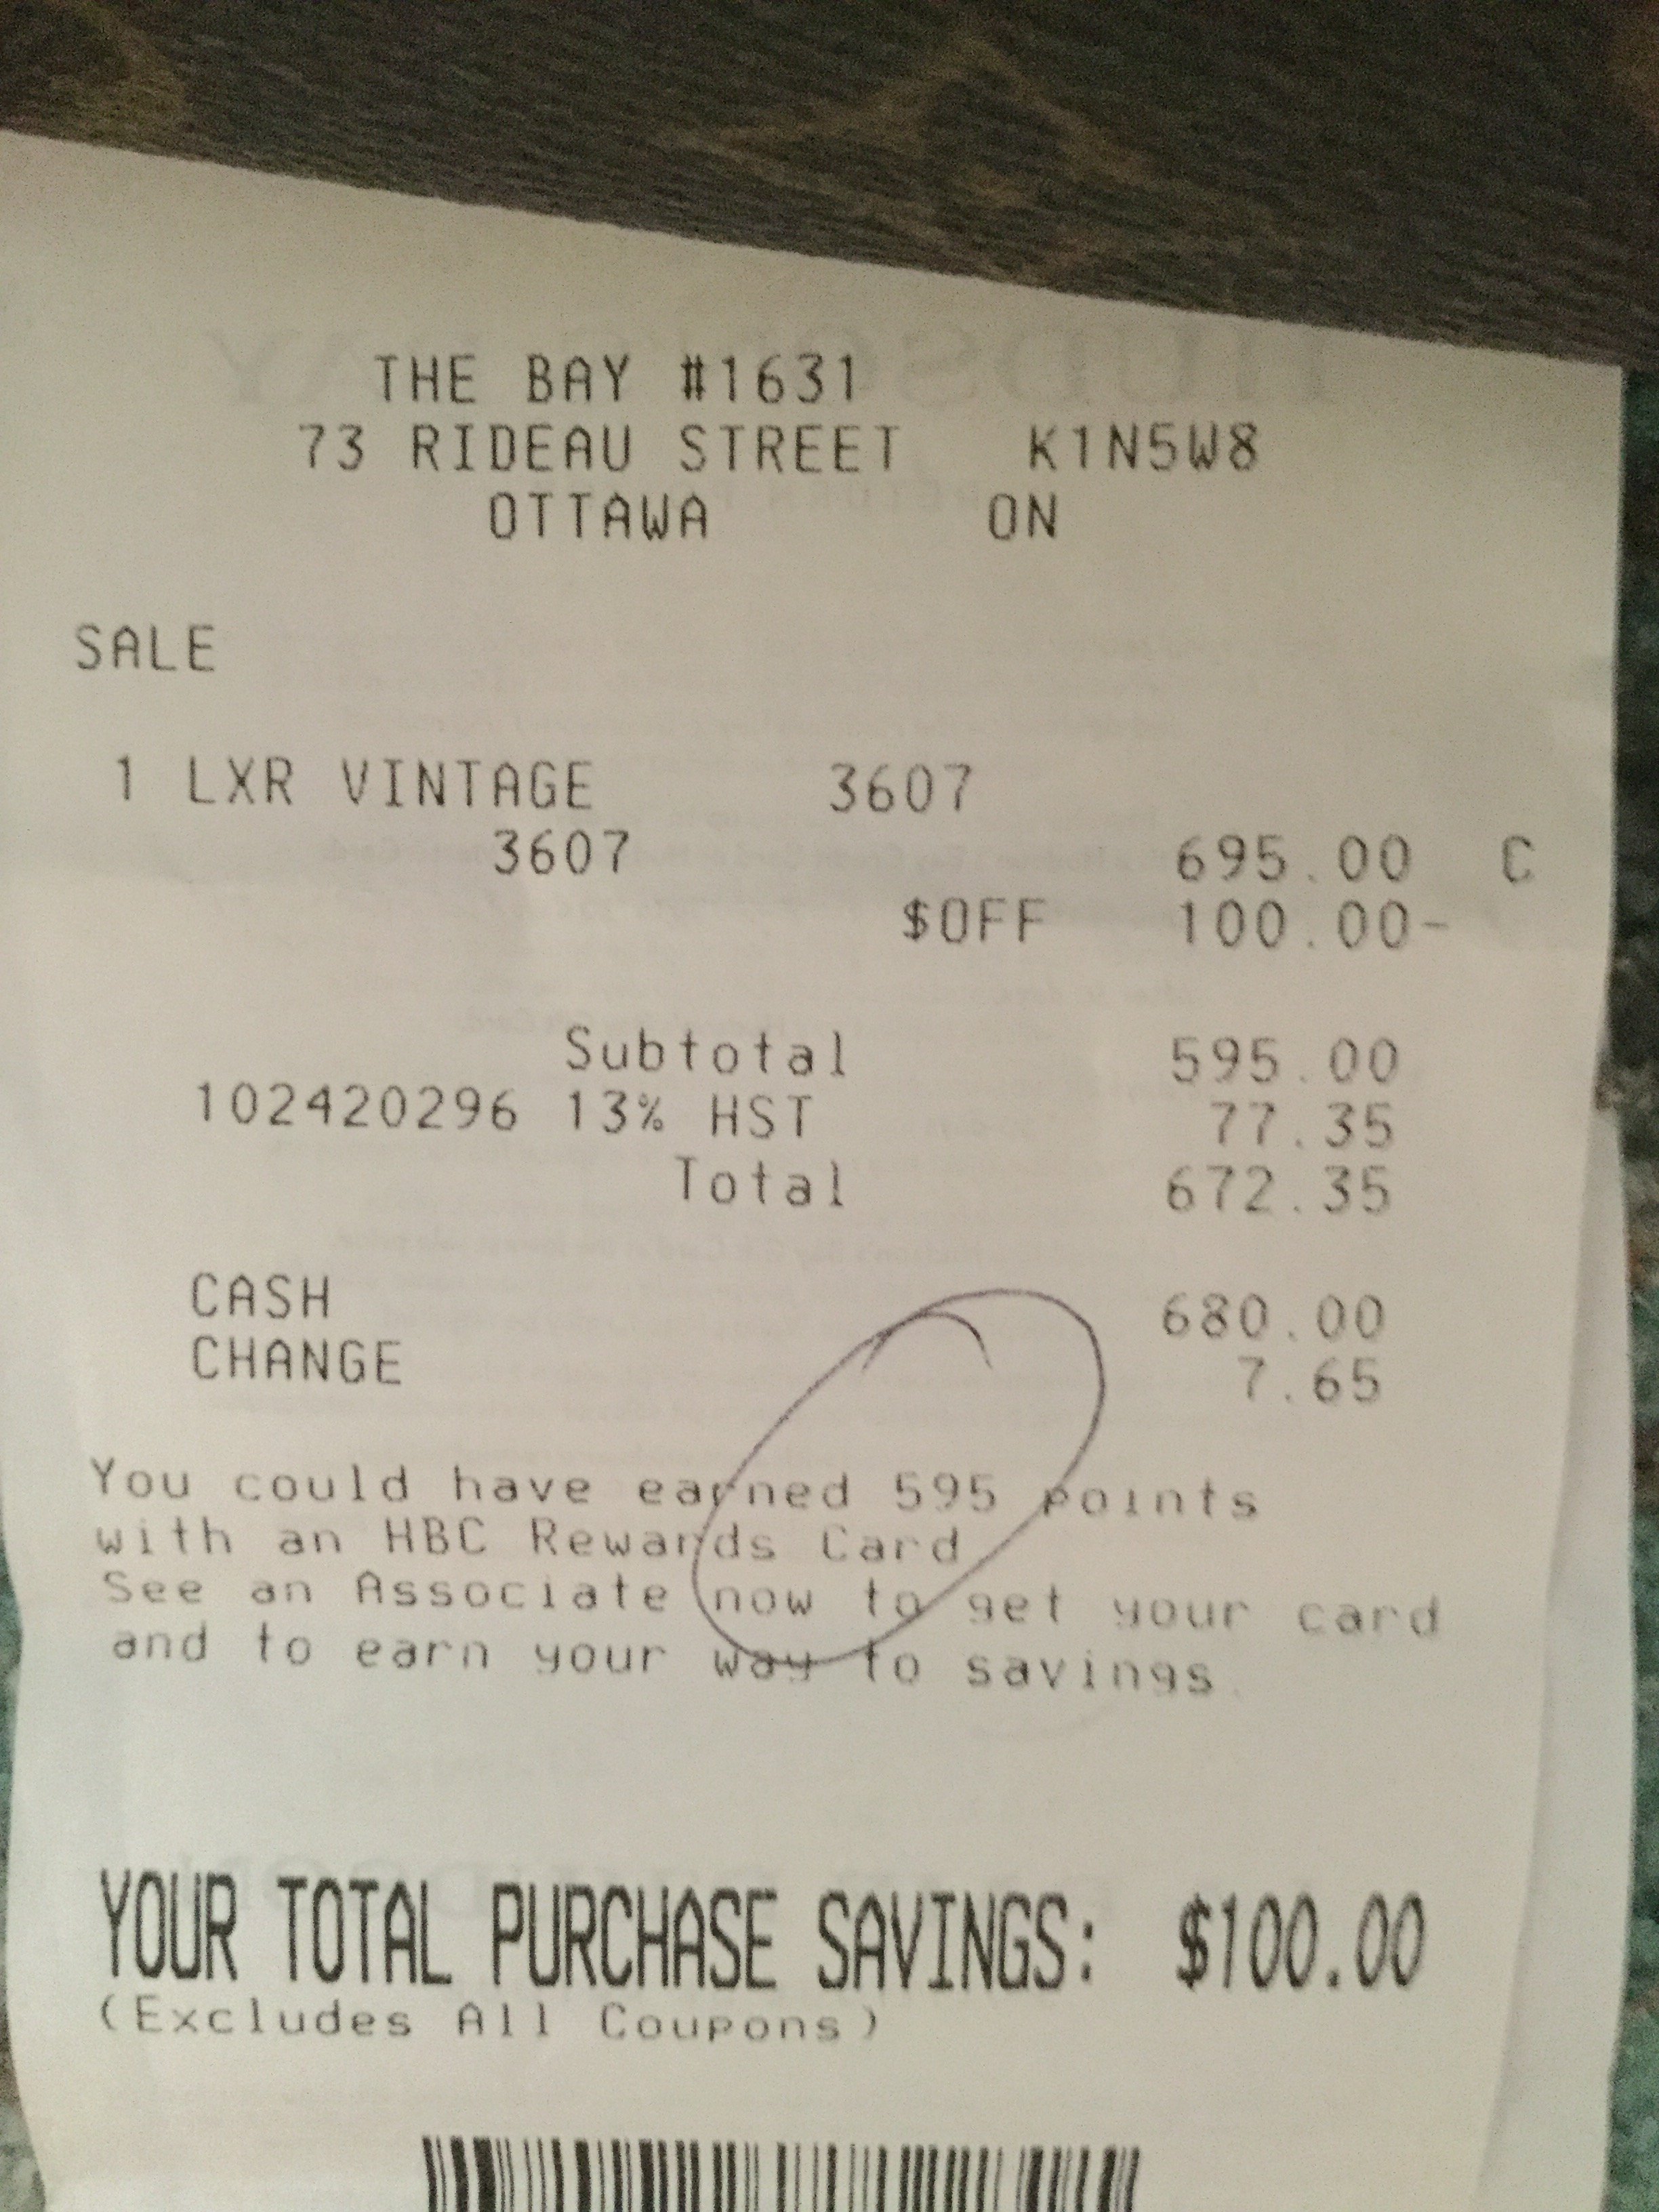 THE BAY #1631
73 RIDEAU STREET K1N5W8
OTTAWA ON
SALE
1 LXR VINTAGE 3607
3607 695.00 C
$OFF 100.00-
Subtotal 595.00
102420296 13% HST 77.35
Total 672.35
CASH 680.00
CHANGE 7.65
You could have earned 595 points
with an HBC Rewards Card
See an Associate now to get your card
and to earn your way to savings.
YOUR TOTAL PURCHASE SAVINGS: $100.00
(Excludes All Coupons)